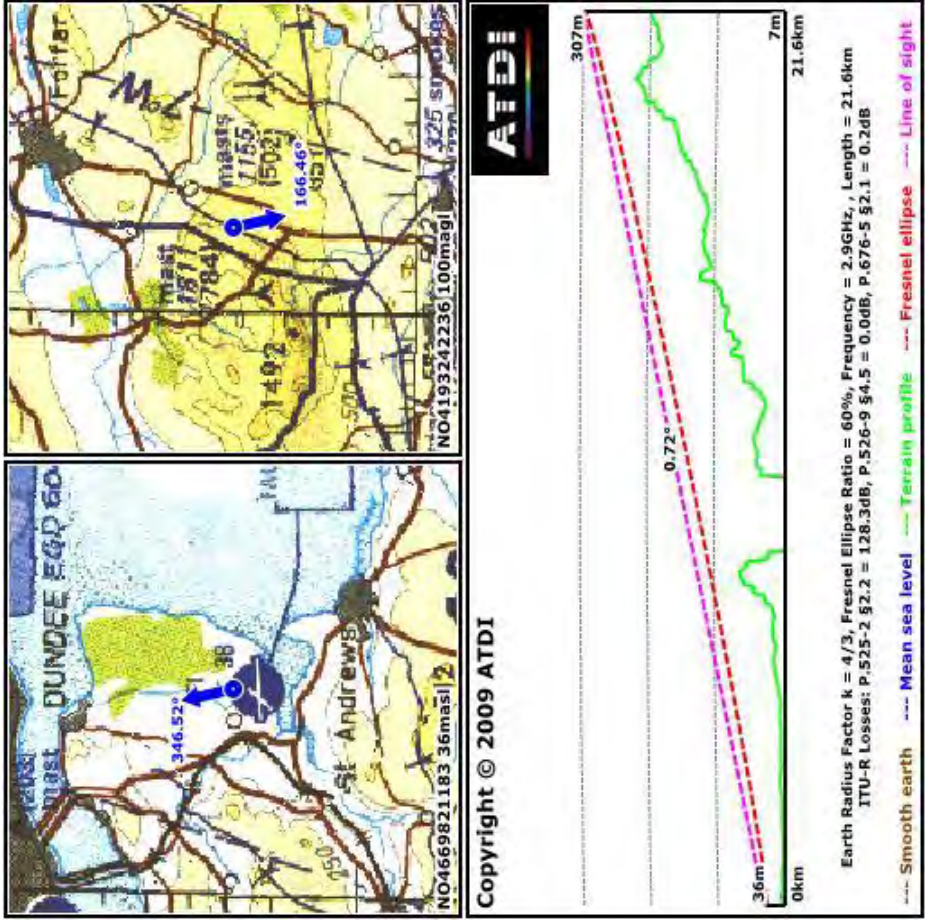 DUNDEE EGD 60
mast
346.52°
38
St Andrews
NO4669821183 36masl
Forfar
mast
1877
(784)
masts
1155
(502)
1492
166.46°
NO4193242236 100magl
Copyright © 2009 ATDI
ATDI
307m
0.72°
36m
7m
0km
21.6km
Earth Radius Factor k = 4/3, Fresnel Ellipse Ratio = 60%, Frequency = 2.9GHz, , Length = 21.6km
ITU-R Losses: P.525-2 §2.2 = 128.3dB, P.526-9 §4.5 = 0.0dB, P.676-5 §2.1 = 0.2dB
--- Smooth earth --- Mean sea level --- Terrain profile --- Fresnel ellipse --- Line of sight